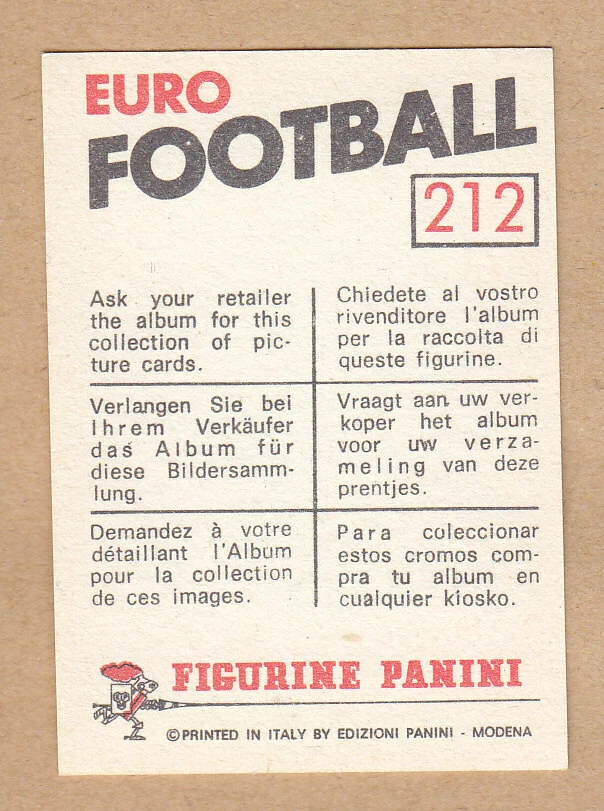 EURO
FOOTBALL
212
Ask your retailer
the album for this
collection of pic-
ture cards.
Chiedete al vostro
rivenditore l'album
per la raccolta di
queste figurine.
Verlangen Sie bei
Ihrem Verkäufer
das Album für
diese Bildersamm-
lung.
Vraagt aan uw ver-
koper het album
voor uw verza-
meling van deze
prentjes.
Demandez à votre
détaillant l'Album
pour la collection
de ces images.
Para coleccionar
estos cromos com-
pra tu album en
cualquier kiosko.
FIGURINE PANINI
©PRINTED IN ITALY BY EDIZIONI PANINI - MODENA